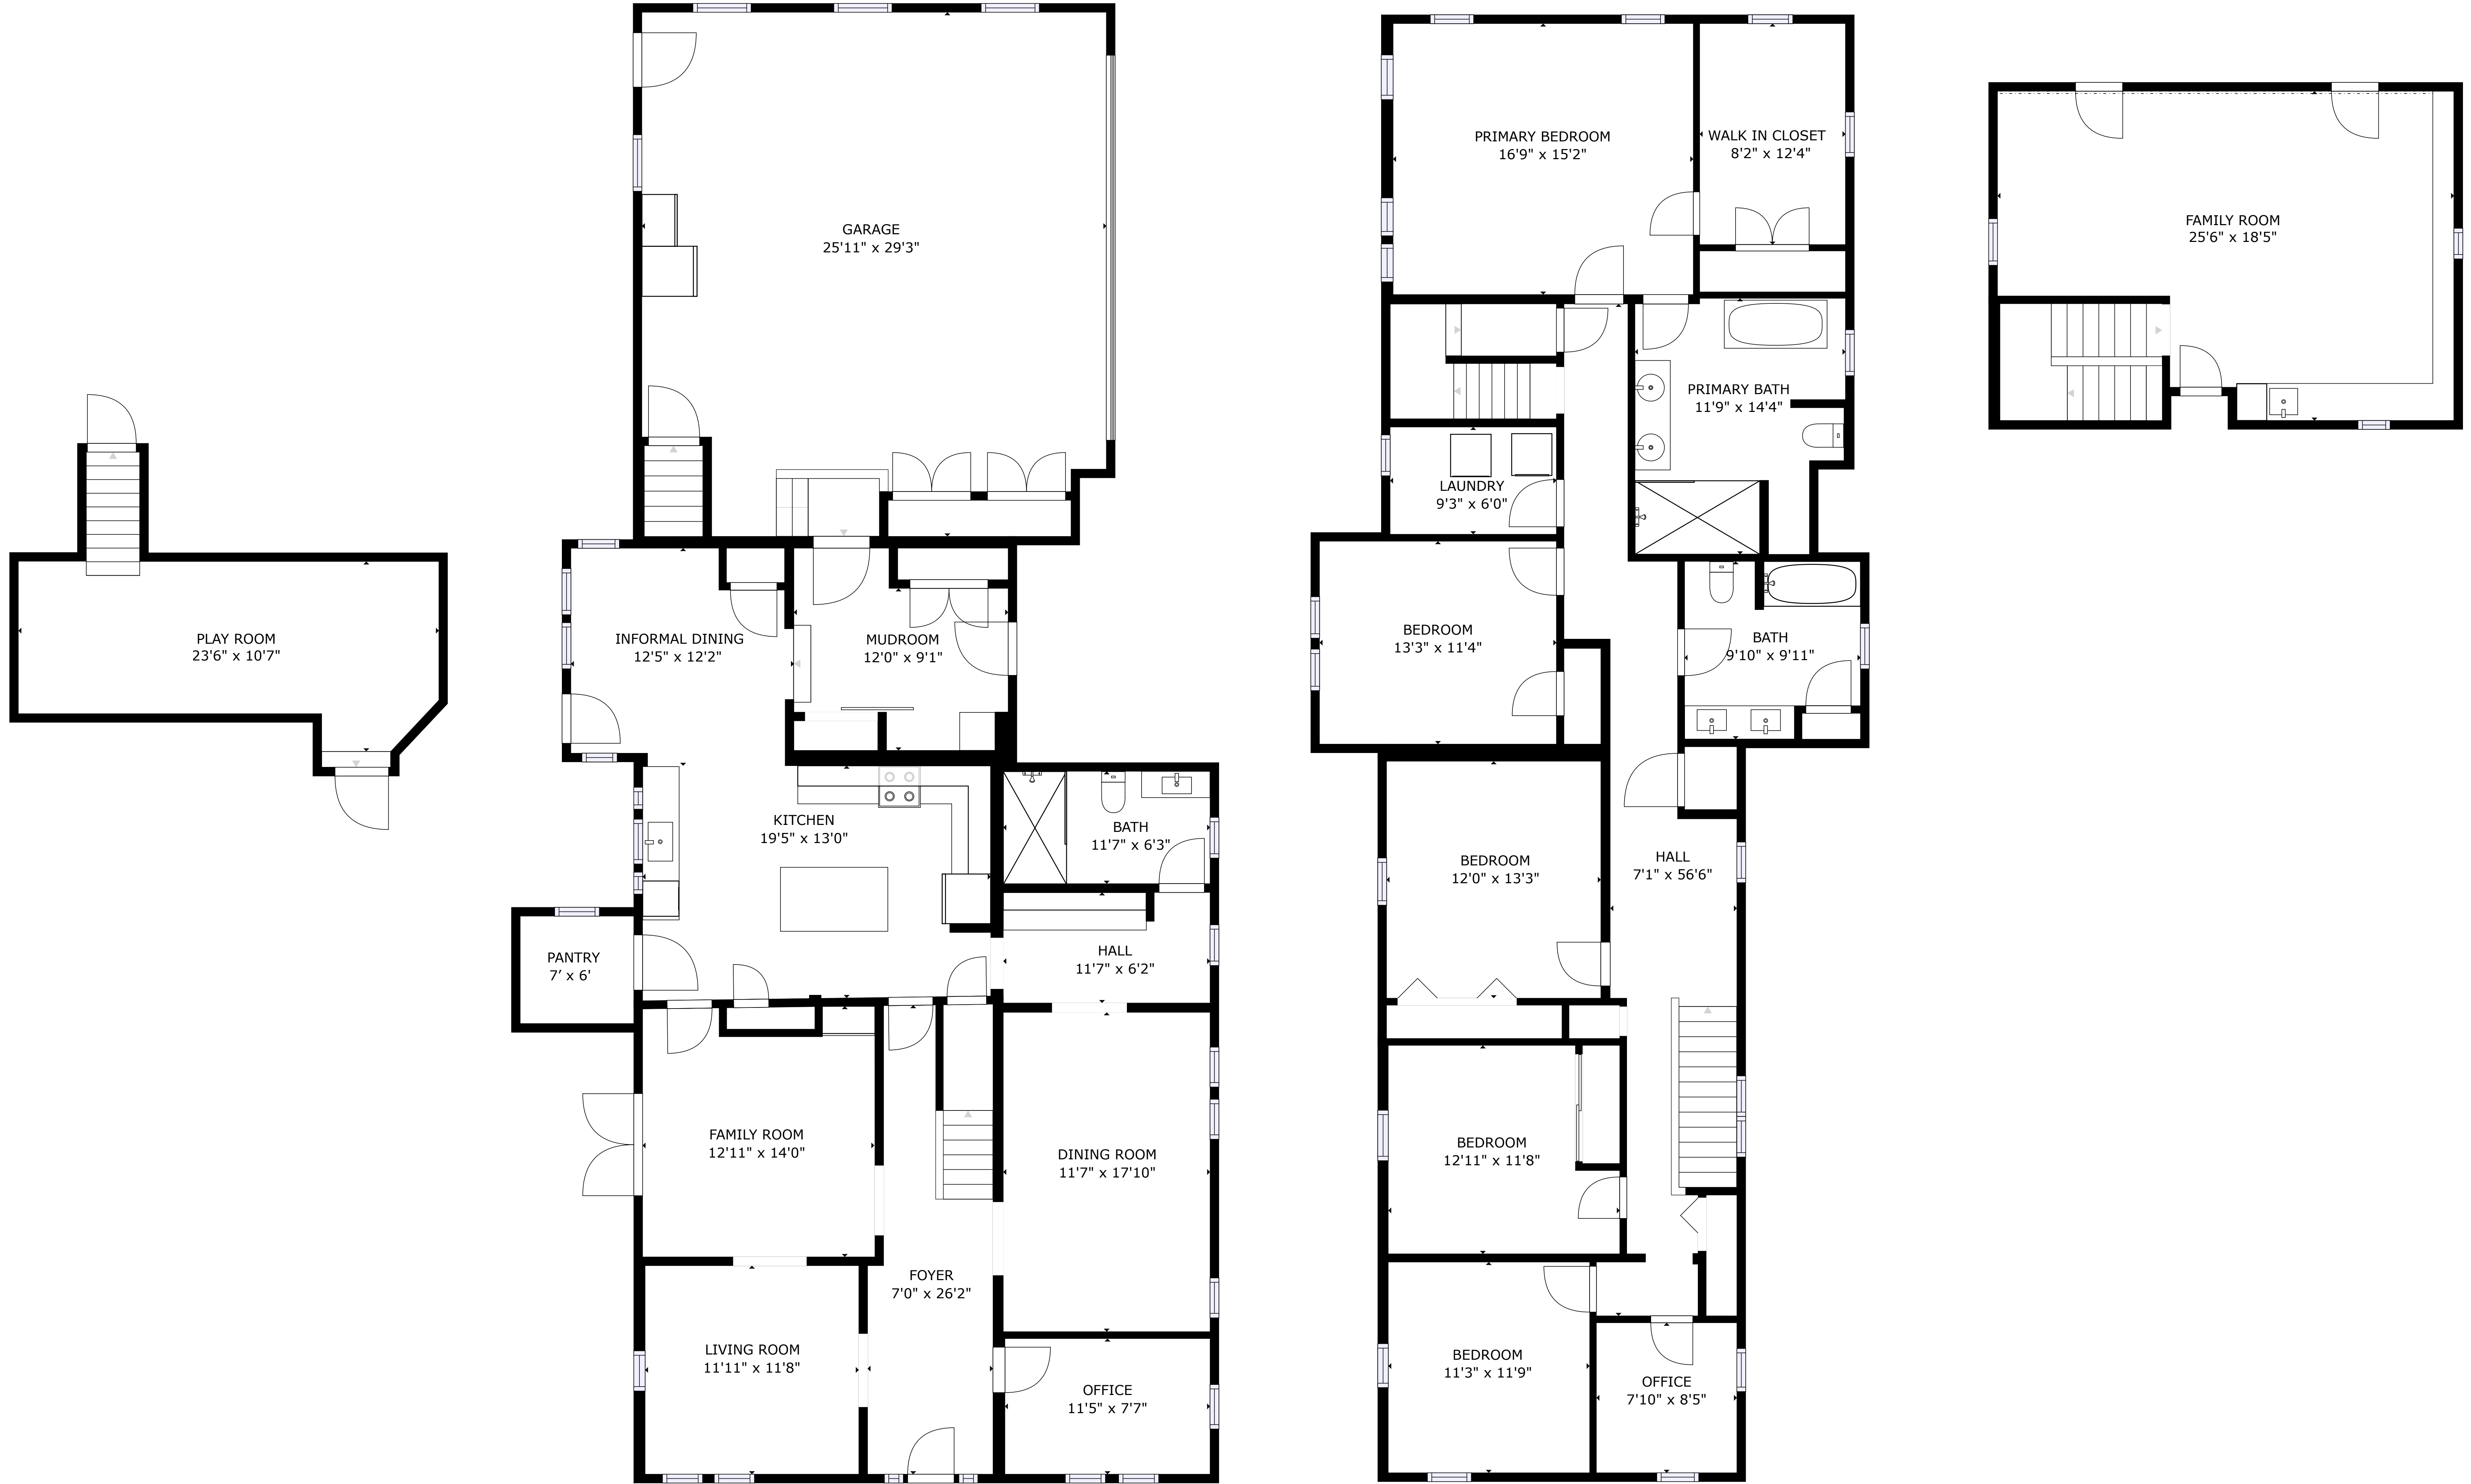 PLAY ROOM
23'6" x 10'7"
GARAGE
25'11" x 29'3"
INFORMAL DINING
12'5" x 12'2"
MUDROOM
12'0" x 9'1"
KITCHEN
19'5" x 13'0"
BATH
11'7" x 6'3"
PANTRY
7’ x 6'
HALL
11'7" x 6'2"
FAMILY ROOM
12'11" x 14'0"
DINING ROOM
11'7" x 17'10"
FOYER
7'0" x 26'2"
LIVING ROOM
11'11" x 11'8"
OFFICE
11'5" x 7'7"
PRIMARY BEDROOM
16'9" x 15'2"
WALK IN CLOSET
8'2" x 12'4"
PRIMARY BATH
11'9" x 14'4"
LAUNDRY
9'3" x 6'0"
BEDROOM
13'3" x 11'4"
BATH
9'10" x 9'11"
BEDROOM
12'0" x 13'3"
HALL
7'1" x 56'6"
BEDROOM
12'11" x 11'8"
BEDROOM
11'3" x 11'9"
OFFICE
7'10" x 8'5"
FAMILY ROOM
25'6" x 18'5"